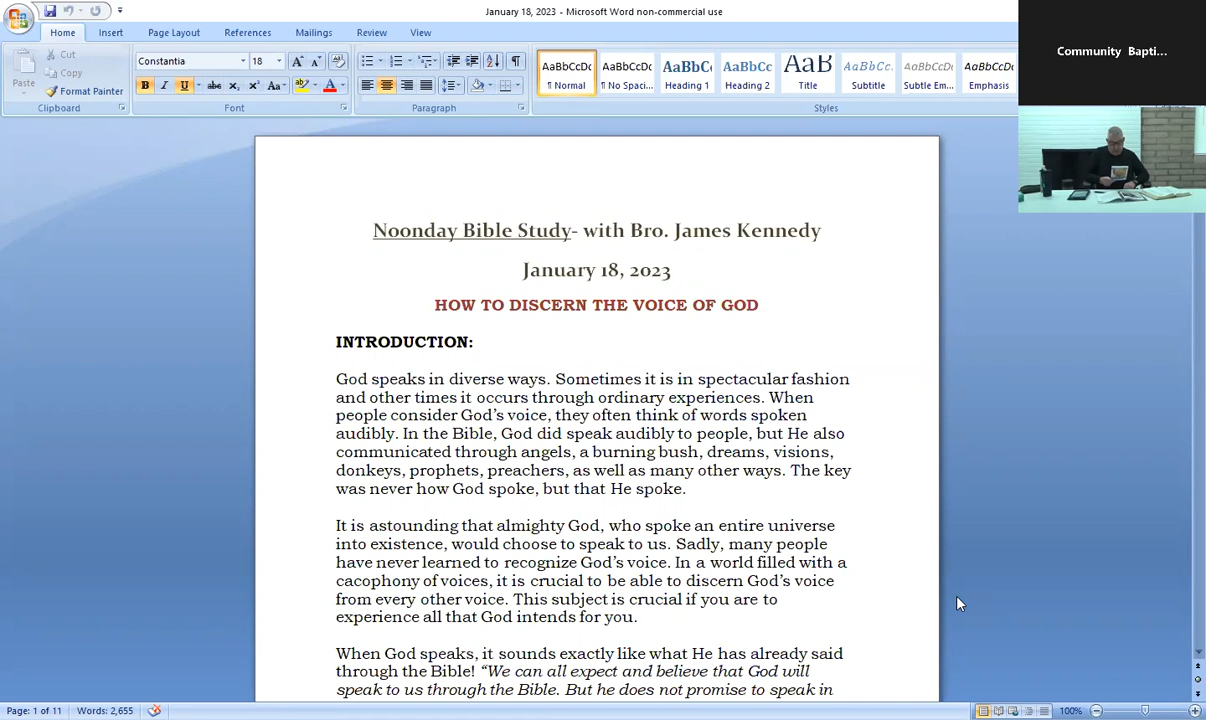 January 18, 2023 - Microsoft Word non-commercial use
Home Insert Page Layout References Mailings Review View
Cut
Copy
Paste
Format Painter
Clipboard
Constantia 18
Font
Paragraph
AaBbCcDc AaBbCcDc AaBbC AaBbCc AaB AaBbCc. AaBbCcD AaBbCcD
¶ Normal ¶ No Spaci... Heading 1 Heading 2 Title Subtitle Subtle Em... Emphasis
Styles
Community Bapti...
Noonday Bible Study- with Bro. James Kennedy
January 18, 2023
HOW TO DISCERN THE VOICE OF GOD
INTRODUCTION:
God speaks in diverse ways. Sometimes it is in spectacular fashion
and other times it occurs through ordinary experiences. When
people consider God's voice, they often think of words spoken
audibly. In the Bible, God did speak audibly to people, but He also
communicated through angels, a burning bush, dreams, visions,
donkeys, prophets, preachers, as well as many other ways. The key
was never how God spoke, but that He spoke.
It is astounding that almighty God, who spoke an entire universe
into existence, would choose to speak to us. Sadly, many people
have never learned to recognize God's voice. In a world filled with a
cacophony of voices, it is crucial to be able to discern God's voice
from every other voice. This subject is crucial if you are to
experience all that God intends for you.
When God speaks, it sounds exactly like what He has already said
through the Bible! “We can all expect and believe that God will
speak to us through the Bible. But he does not promise to speak in
Page: 1 of 11 Words: 2,655 100%